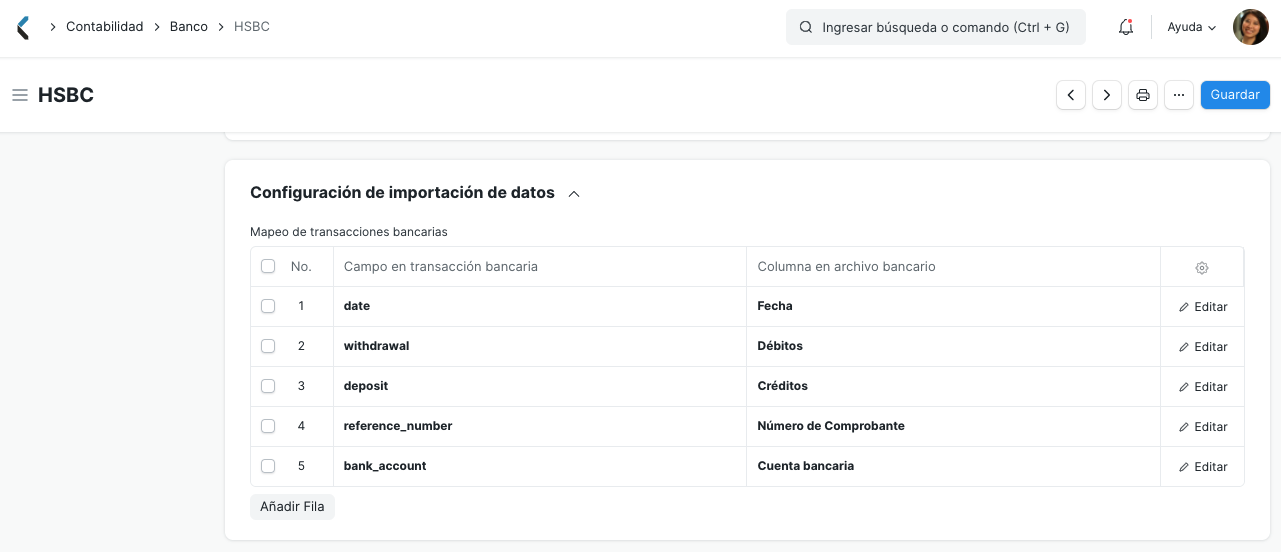 Contabilidad Banco HSBC Ingresar búsqueda o comando (Ctrl + G) Ayuda
HSBC Guardar
Configuración de importación de datos
Mapeo de transacciones bancarias
No. Campo en transacción bancaria Columna en archivo bancario
1 date Fecha Editar
2 withdrawal Débitos Editar
3 deposit Créditos Editar
4 reference_number Número de Comprobante Editar
5 bank_account Cuenta bancaria Editar
Añadir Fila